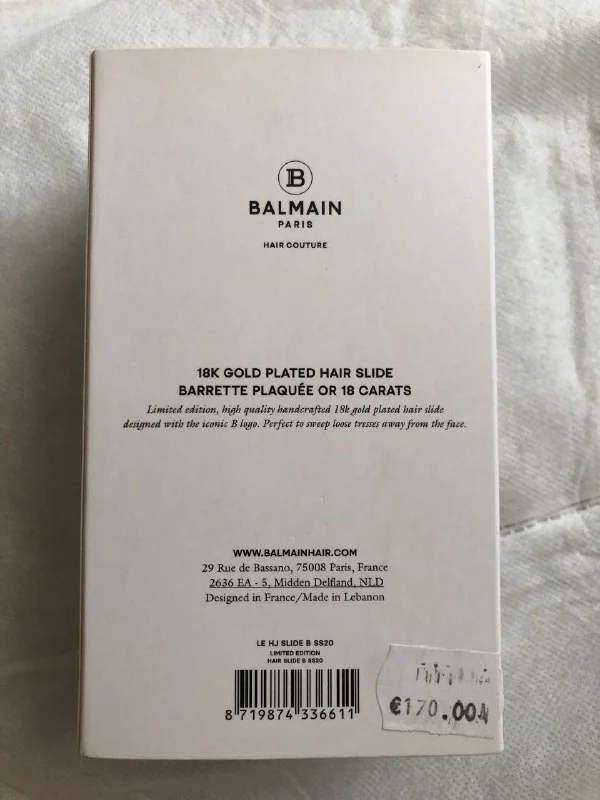 B
BALMAIN
PARIS
HAIR COUTURE
18K GOLD PLATED HAIR SLIDE
BARRETTE PLAQUÉE OR 18 CARATS
Limited edition, high quality handcrafted 18k gold plated hair slide
designed with the iconic B logo. Perfect to sweep loose tresses away from the face.
WWW.BALMAINHAIR.COM
29 Rue de Bassano, 75008 Paris, France
2636 EA - 5, Midden Delfland, NLD
Designed in France/Made in Lebanon
LE HJ SLIDE B SS20
LIMITED EDITION
HAIR SLIDE B SS20
€170.00
8 719874 336611